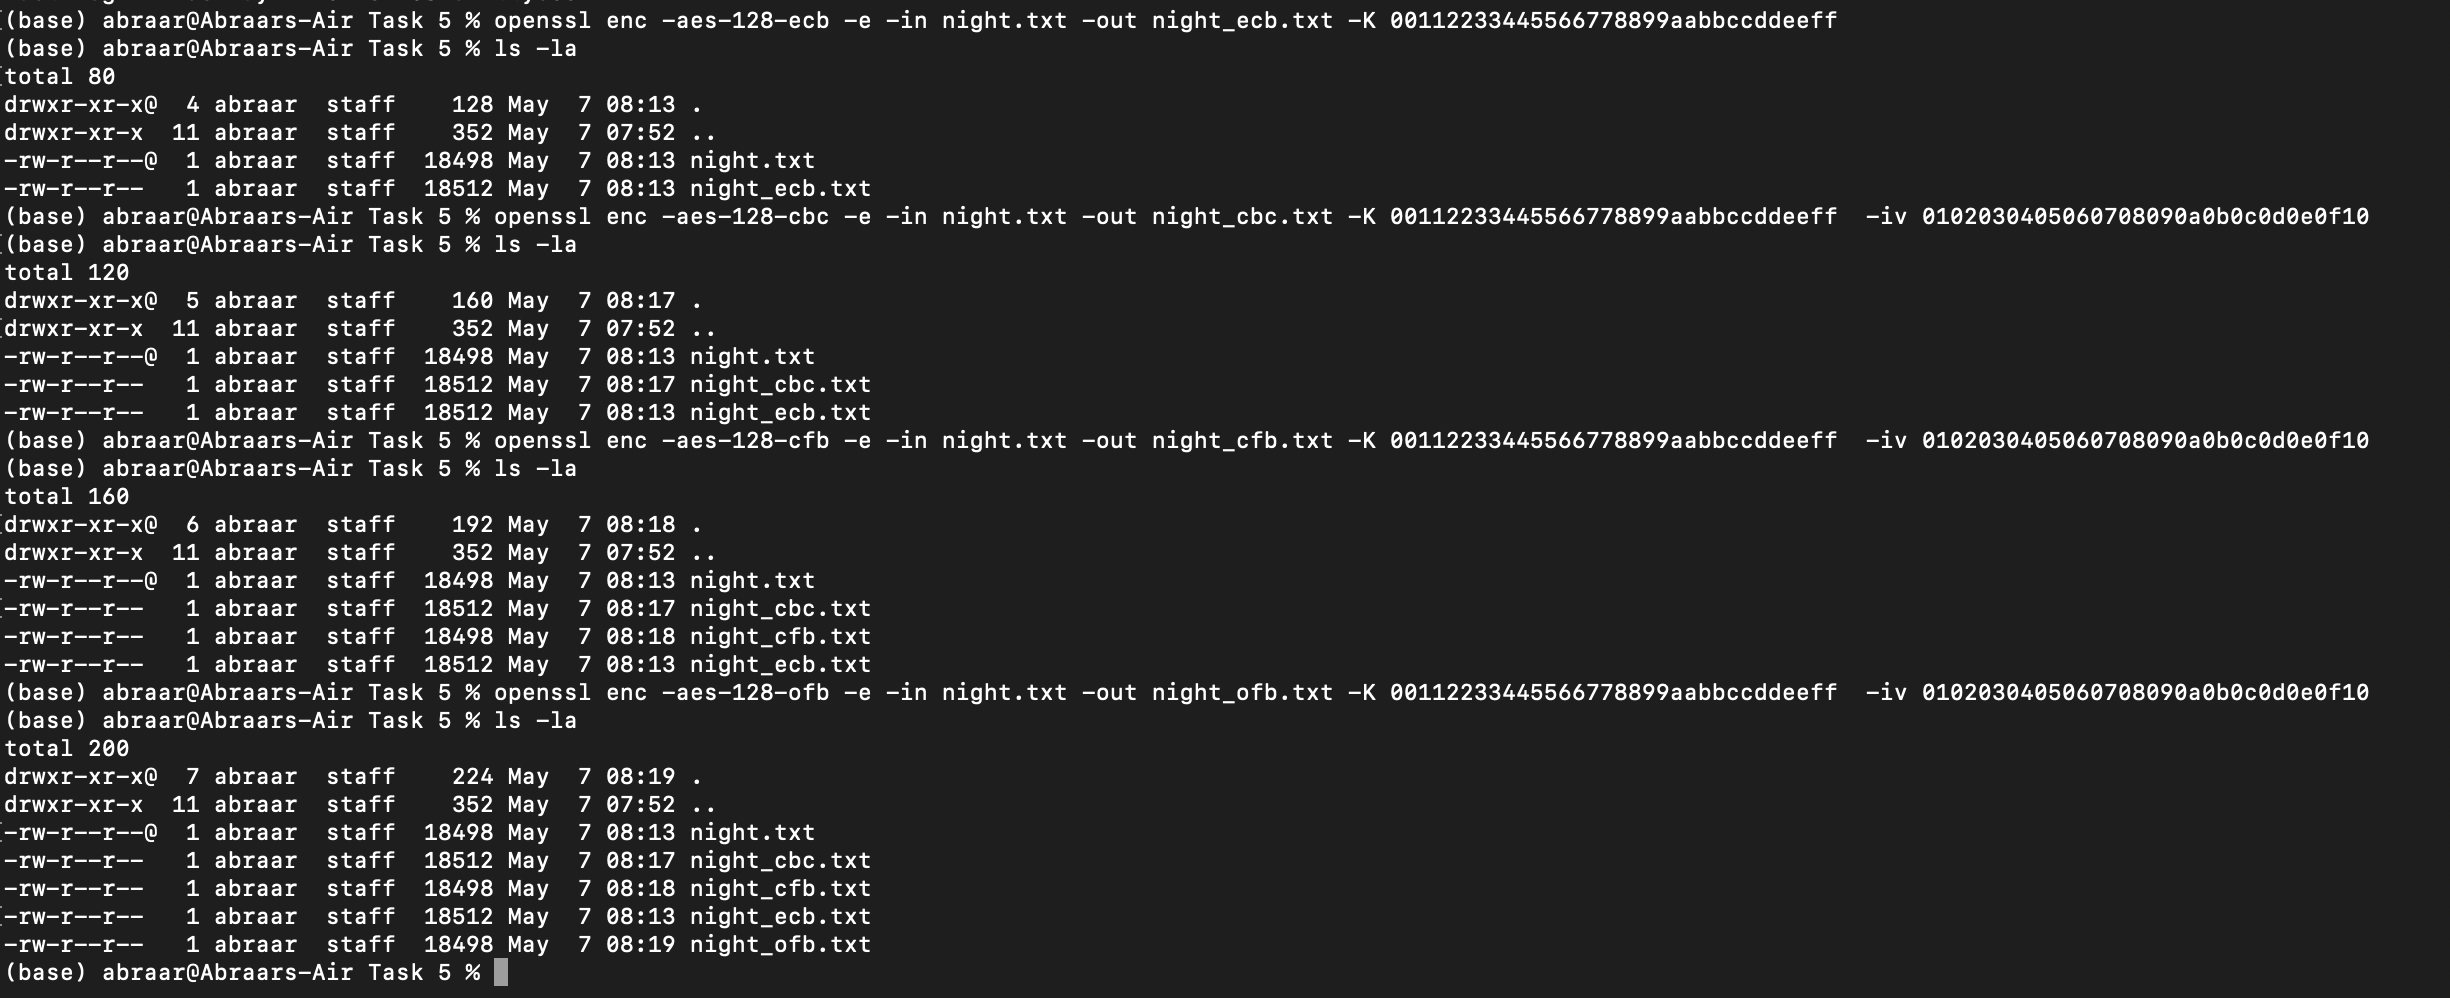 (base) abraar@Abraars-Air Task 5 % openssl enc -aes-128-ecb -e -in night.txt -out night_ecb.txt -K 00112233445566778899aabbccddeeff
(base) abraar@Abraars-Air Task 5 % ls -la
total 80
drwxr-xr-x@  4 abraar  staff    128 May  7 08:13 .
drwxr-xr-x  11 abraar  staff    352 May  7 07:52 ..
-rw-r--r--@  1 abraar  staff  18498 May  7 08:13 night.txt
-rw-r--r--   1 abraar  staff  18512 May  7 08:13 night_ecb.txt
(base) abraar@Abraars-Air Task 5 % openssl enc -aes-128-cbc -e -in night.txt -out night_cbc.txt -K 00112233445566778899aabbccddeeff  -iv 0102030405060708090a0b0c0d0e0f10
(base) abraar@Abraars-Air Task 5 % ls -la
total 120
drwxr-xr-x@  5 abraar  staff    160 May  7 08:17 .
drwxr-xr-x  11 abraar  staff    352 May  7 07:52 ..
-rw-r--r--@  1 abraar  staff  18498 May  7 08:13 night.txt
-rw-r--r--   1 abraar  staff  18512 May  7 08:17 night_cbc.txt
-rw-r--r--   1 abraar  staff  18512 May  7 08:13 night_ecb.txt
(base) abraar@Abraars-Air Task 5 % openssl enc -aes-128-cfb -e -in night.txt -out night_cfb.txt -K 00112233445566778899aabbccddeeff  -iv 0102030405060708090a0b0c0d0e0f10
(base) abraar@Abraars-Air Task 5 % ls -la
total 160
drwxr-xr-x@  6 abraar  staff    192 May  7 08:18 .
drwxr-xr-x  11 abraar  staff    352 May  7 07:52 ..
-rw-r--r--@  1 abraar  staff  18498 May  7 08:13 night.txt
-rw-r--r--   1 abraar  staff  18512 May  7 08:17 night_cbc.txt
-rw-r--r--   1 abraar  staff  18498 May  7 08:18 night_cfb.txt
-rw-r--r--   1 abraar  staff  18512 May  7 08:13 night_ecb.txt
(base) abraar@Abraars-Air Task 5 % openssl enc -aes-128-ofb -e -in night.txt -out night_ofb.txt -K 00112233445566778899aabbccddeeff  -iv 0102030405060708090a0b0c0d0e0f10
(base) abraar@Abraars-Air Task 5 % ls -la
total 200
drwxr-xr-x@  7 abraar  staff    224 May  7 08:19 .
drwxr-xr-x  11 abraar  staff    352 May  7 07:52 ..
-rw-r--r--@  1 abraar  staff  18498 May  7 08:13 night.txt
-rw-r--r--   1 abraar  staff  18512 May  7 08:17 night_cbc.txt
-rw-r--r--   1 abraar  staff  18498 May  7 08:18 night_cfb.txt
-rw-r--r--   1 abraar  staff  18512 May  7 08:13 night_ecb.txt
-rw-r--r--   1 abraar  staff  18498 May  7 08:19 night_ofb.txt
(base) abraar@Abraars-Air Task 5 %